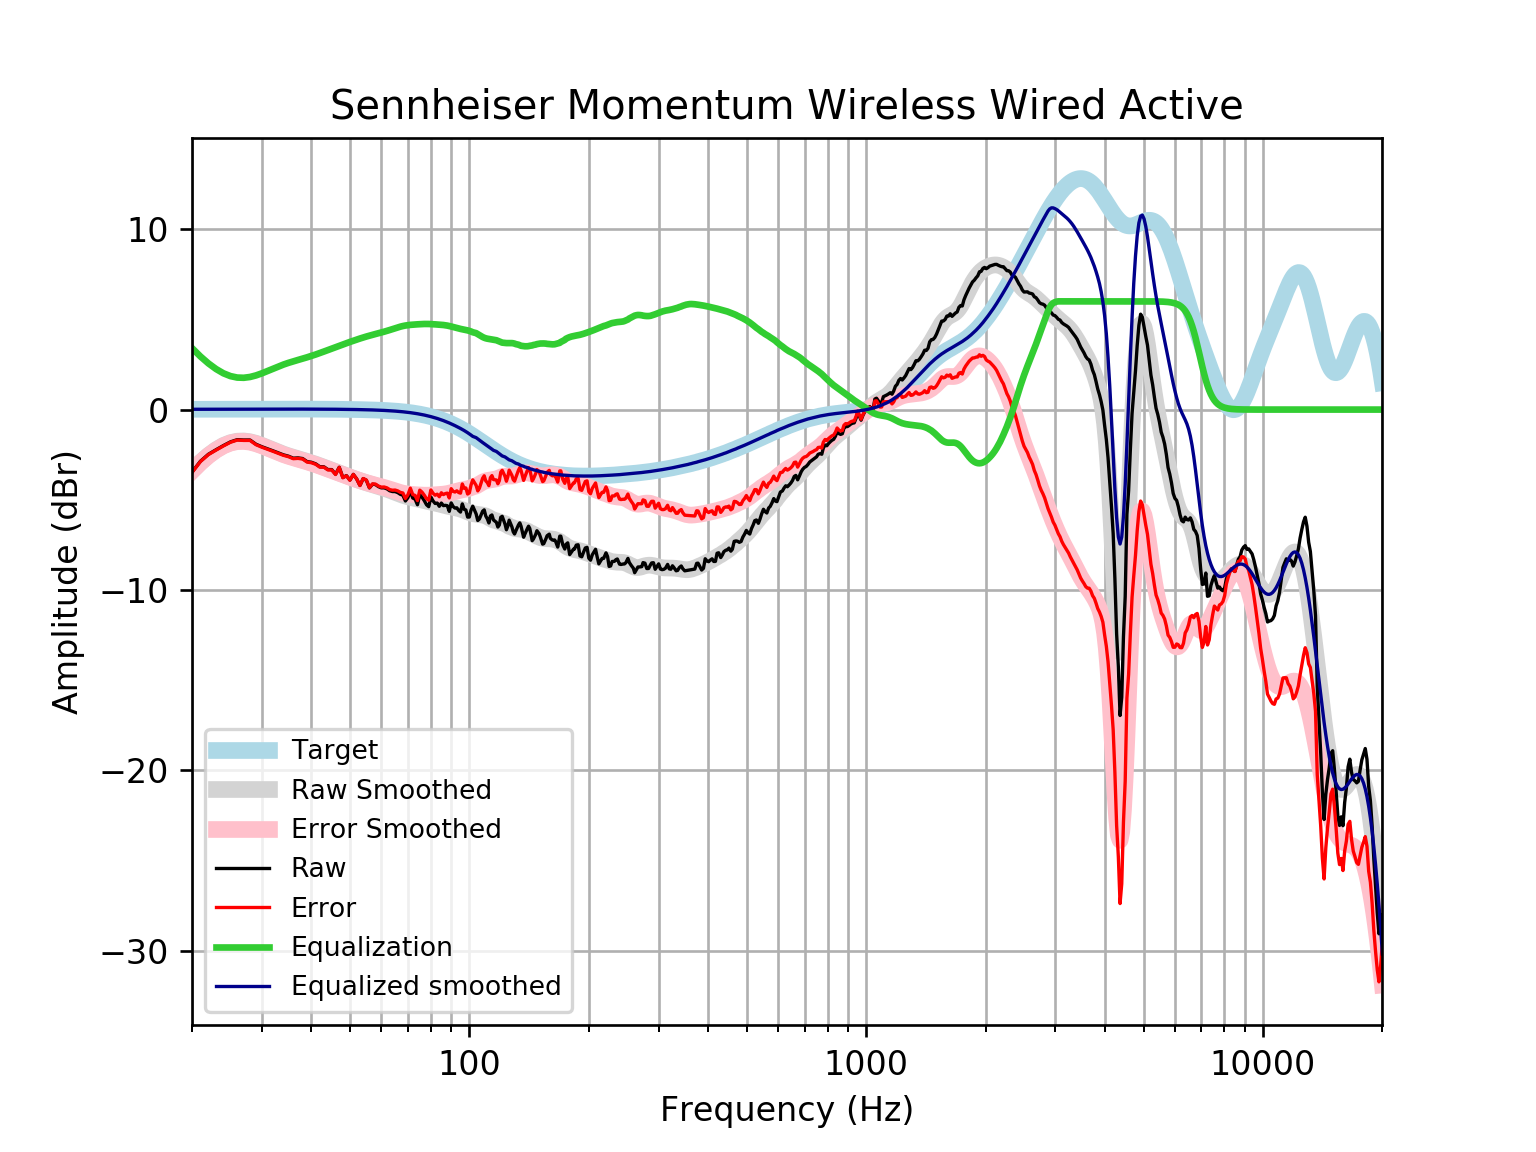 Sennheiser Momentum Wireless Wired Active
Amplitude (dBr)
10
0
−10
−20
−30
Target
Raw Smoothed
Error Smoothed
Raw
Error
Equalization
Equalized smoothed
100
1000
10000
Frequency (Hz)